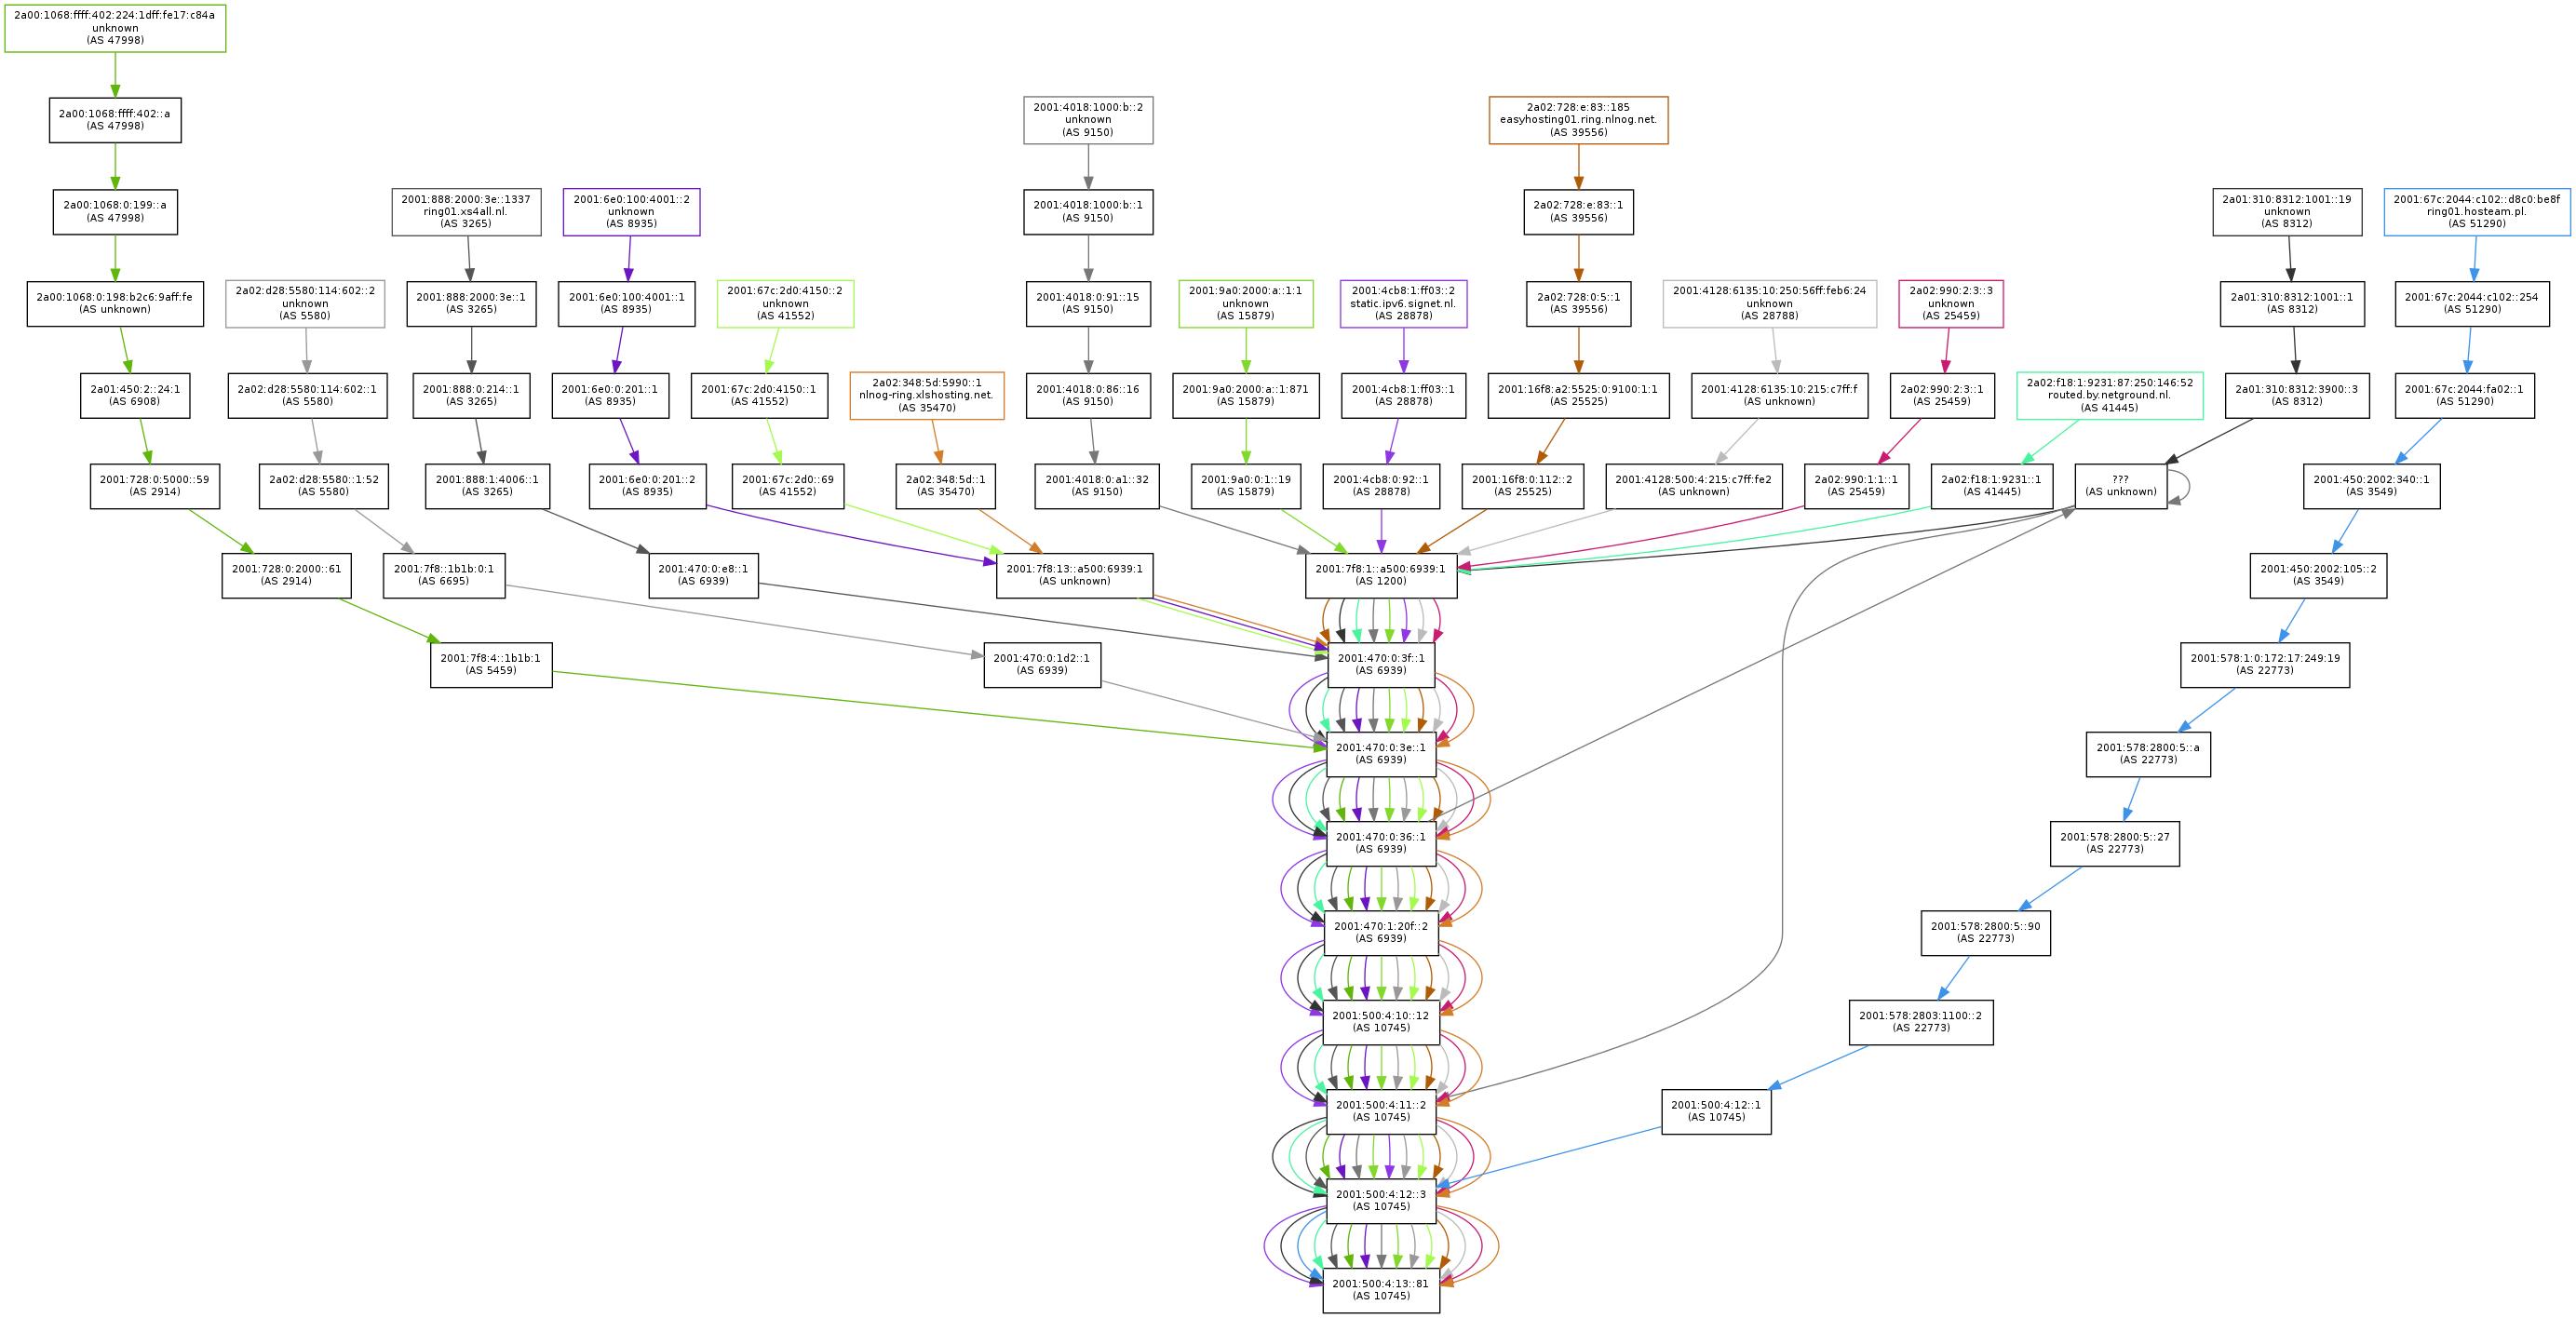 2a00:1068:ffff:402:224:1dff:fe17:c84a
unknown
(AS 47998)
2a00:1068:ffff:402::a
(AS 47998)
2001:4018:1000:b::2
unknown
(AS 9150)
2a02:728:e:83::185
easyhosting01.ring.nlnog.net.
(AS 39556)
2a00:1068:0:199::a
(AS 47998)
2001:888:2000:3e::1337
ring01.xs4all.nl.
(AS 3265)
2001:6e0:100:4001::2
unknown
(AS 8935)
2001:4018:1000:b::1
(AS 9150)
2a02:728:e:83::1
(AS 39556)
2a01:310:8312:1001::19
unknown
(AS 8312)
2001:67c:2044:c102::d8c0:be8f
ring01.hosteam.pl.
(AS 51290)
2a00:1068:0:198:b2c6:9aff:fe
(AS unknown)
2a02:d28:5580:114:602::2
unknown
(AS 5580)
2001:888:2000:3e::1
(AS 3265)
2001:6e0:100:4001::1
(AS 8935)
2001:67c:2d0:4150::2
unknown
(AS 41552)
2001:4018:0:91::15
(AS 9150)
2001:9a0:2000:a::1:1
unknown
(AS 15879)
2001:4cb8:1:ff03::2
static.ipv6.signet.nl.
(AS 28878)
2a02:728:0:5::1
(AS 39556)
2001:4128:6135:10:250:56ff:feb6:24
unknown
(AS 28788)
2a02:990:2:3::3
unknown
(AS 25459)
2a01:310:8312:1001::1
(AS 8312)
2001:67c:2044:c102::254
(AS 51290)
2a01:450:2::24:1
(AS 6908)
2a02:d28:5580:114:602::1
(AS 5580)
2001:888:0:214::1
(AS 3265)
2001:6e0:0:201::1
(AS 8935)
2001:67c:2d0:4150::1
(AS 41552)
2a02:348:5d:5990::1
nlnog-ring.xlshosting.net.
(AS 35470)
2001:4018:0:86::16
(AS 9150)
2001:9a0:2000:a::1:871
(AS 15879)
2001:4cb8:1:ff03::1
(AS 28878)
2001:16f8:a2:5525:0:9100:1:1
(AS 25525)
2001:4128:6135:10:215:c7ff:f
(AS unknown)
2a02:990:2:3::1
(AS 25459)
2a02:f18:1:9231:87:250:146:52
routed.by.netground.nl.
(AS 41445)
2a01:310:8312:3900::3
(AS 8312)
2001:67c:2044:fa02::1
(AS 51290)
2001:728:0:5000::59
(AS 2914)
2a02:d28:5580::1:52
(AS 5580)
2001:888:1:4006::1
(AS 3265)
2001:6e0:0:201::2
(AS 8935)
2001:67c:2d0::69
(AS 41552)
2a02:348:5d::1
(AS 35470)
2001:4018:0:a1::32
(AS 9150)
2001:9a0:0:1::19
(AS 15879)
2001:4cb8:0:92::1
(AS 28878)
2001:16f8:0:112::2
(AS 25525)
2001:4128:500:4:215:c7ff:fe2
(AS unknown)
2a02:990:1:1::1
(AS 25459)
2a02:f18:1:9231::1
(AS 41445)
???
(AS unknown)
2001:450:2002:340::1
(AS 3549)
2001:728:0:2000::61
(AS 2914)
2001:7f8::1b1b:0:1
(AS 6695)
2001:470:0:e8::1
(AS 6939)
2001:7f8:13::a500:6939:1
(AS unknown)
2001:7f8:1::a500:6939:1
(AS 1200)
2001:450:2002:105::2
(AS 3549)
2001:7f8:4::1b1b:1
(AS 5459)
2001:470:0:1d2::1
(AS 6939)
2001:470:0:3f::1
(AS 6939)
2001:578:1:0:172:17:249:19
(AS 22773)
2001:470:0:3e::1
(AS 6939)
2001:578:2800:5::a
(AS 22773)
2001:470:0:36::1
(AS 6939)
2001:578:2800:5::27
(AS 22773)
2001:470:1:20f::2
(AS 6939)
2001:578:2800:5::90
(AS 22773)
2001:500:4:10::12
(AS 10745)
2001:578:2803:1100::2
(AS 22773)
2001:500:4:11::2
(AS 10745)
2001:500:4:12::1
(AS 10745)
2001:500:4:12::3
(AS 10745)
2001:500:4:13::81
(AS 10745)